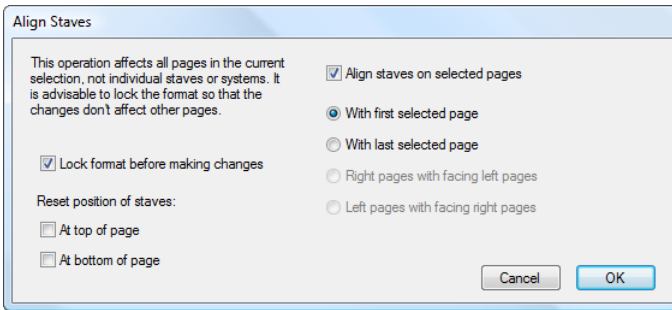 Align Staves
This operation affects all pages in the current
selection, not individual staves or systems. It
is advisable to lock the format so that the
changes don't affect other pages.
Lock format before making changes
Reset position of staves:
At top of page
At bottom of page
Align staves on selected pages
With first selected page
With last selected page
Right pages with facing left pages
Left pages with facing right pages
Cancel
OK